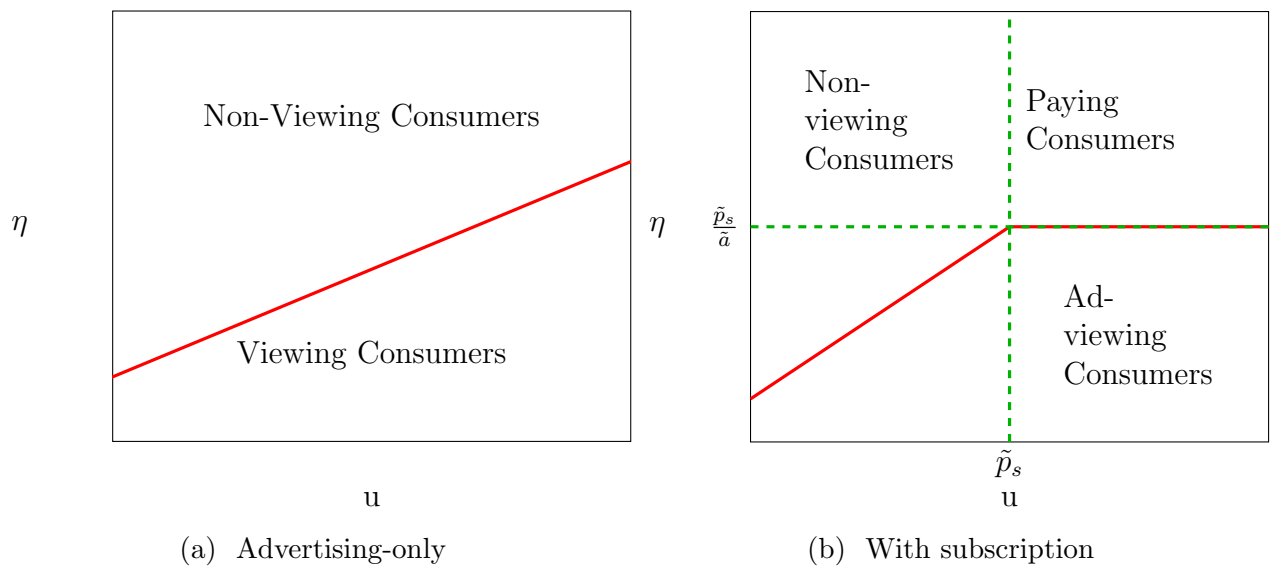 Non-Viewing Consumers
Viewing Consumers
η
u
(a) Advertising-only
Non-
viewing
Consumers
Paying
Consumers
Ad-
viewing
Consumers
η
p̃ₛ/ã
p̃ₛ
u
(b) With subscription